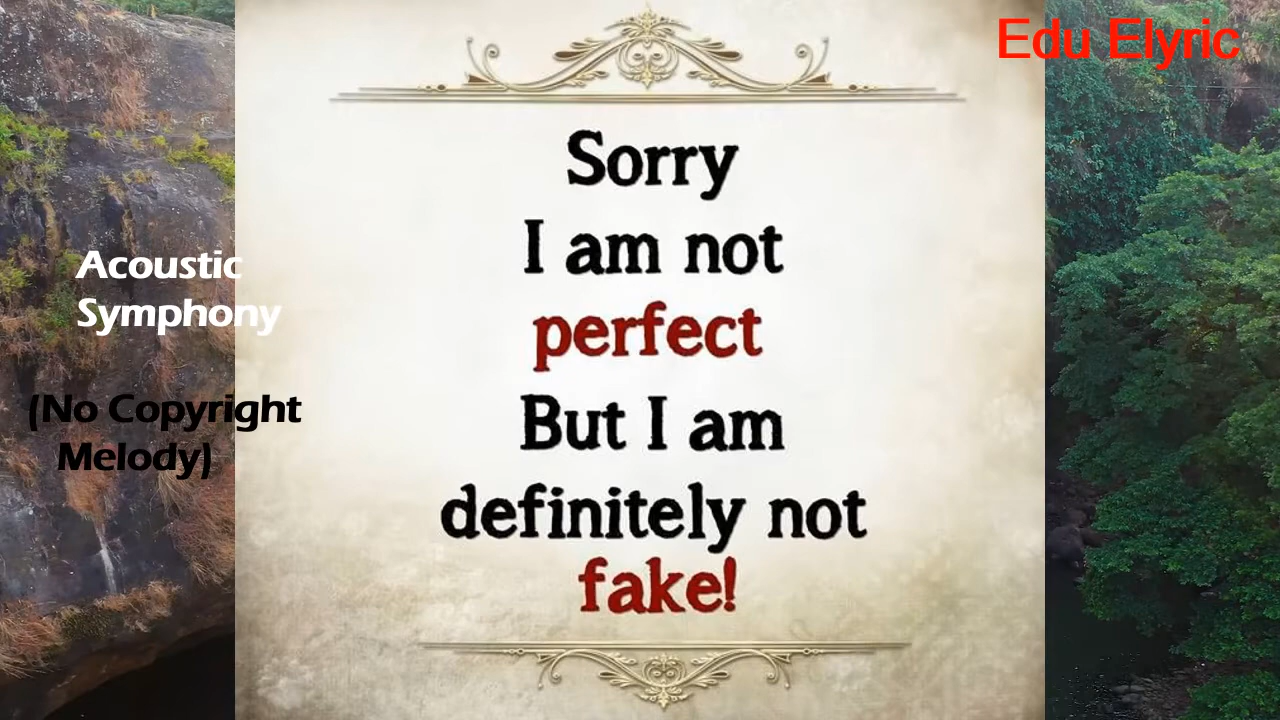 Edu Elyric
Sorry
I am not
perfect
But I am
definitely not
fake!
Acoustic
Symphony
(No Copyright
Melody)